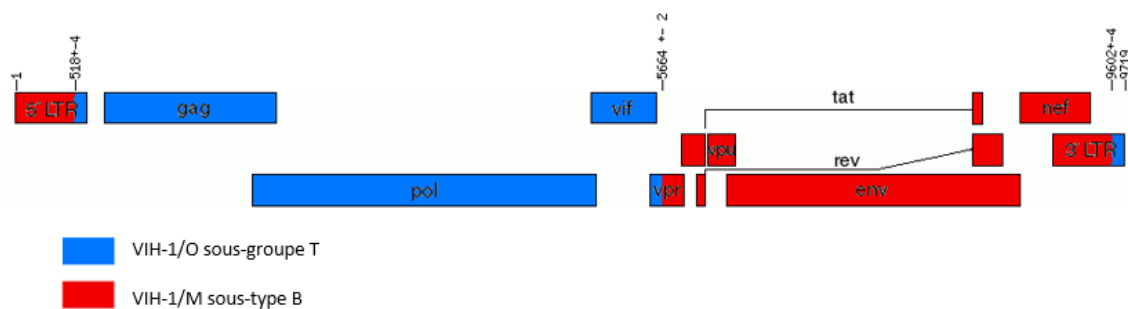 1
518+-4
5664 +- 2
9602+-4
9719
5' LTR
gag
vif
tat
nef
vpu
rev
3' LTR
pol
vpr
env
VIH-1/O sous-groupe T
VIH-1/M sous-type B